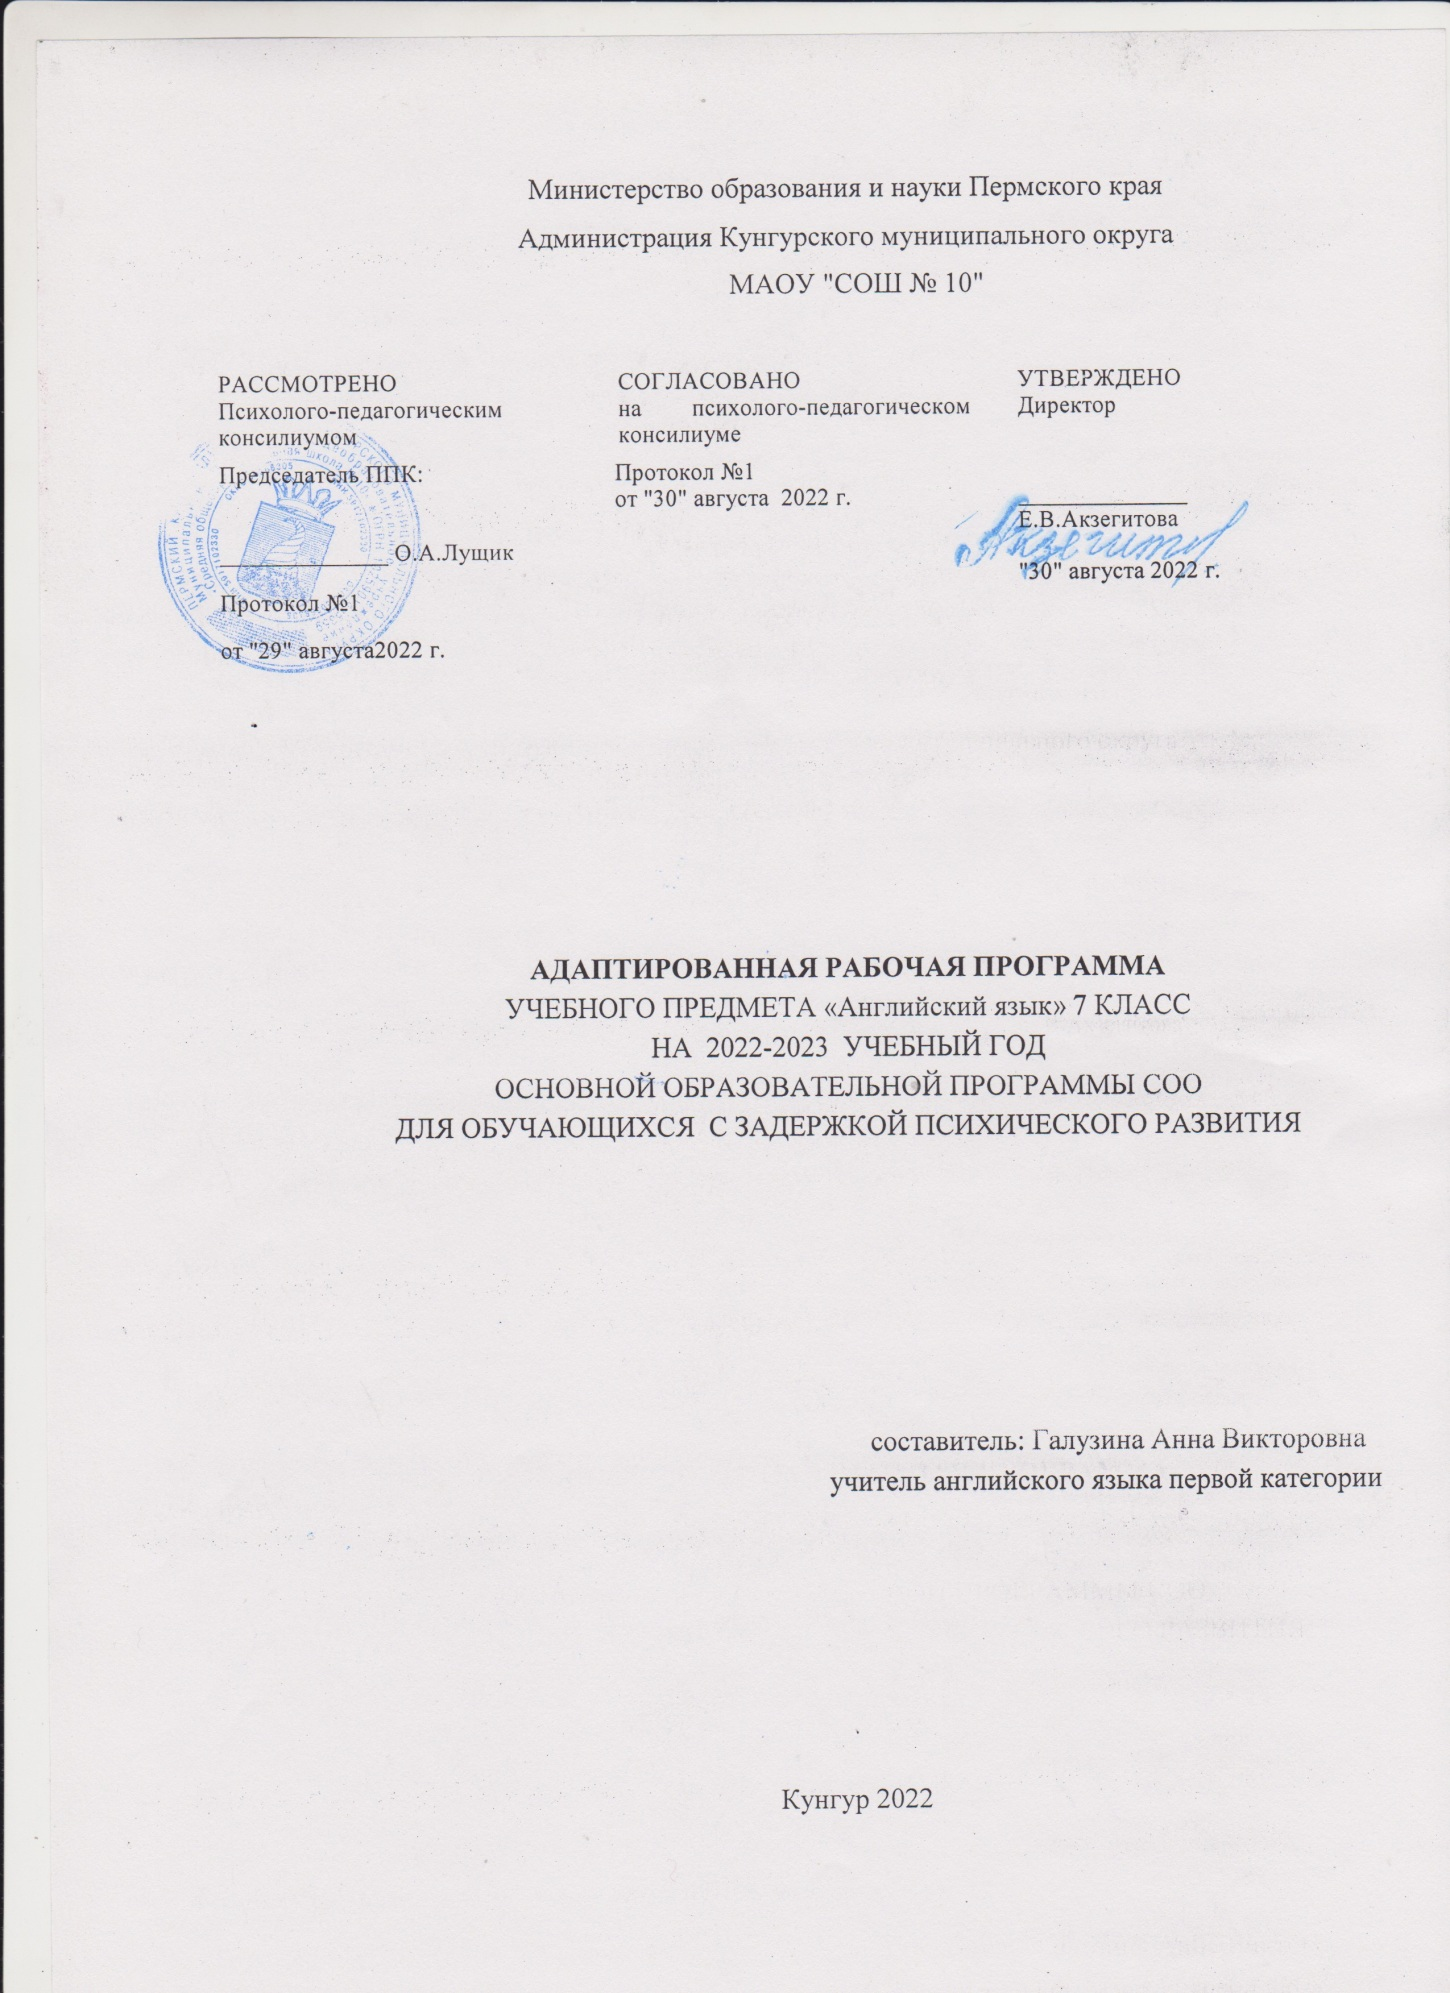 Министерство образования и науки Пермского края
Администрация Кунгурского муниципального округа
МАОУ "СОШ № 10"
РАССМОТРЕНО
Психолого-педагогическим
консилиумом
Председатель ППК:
О.А.Лущик
Протокол №1
от "29" августа2022 г.
СОГЛАСОВАНО
на психолого-педагогическом
консилиуме
Протокол №1
от "30" августа 2022 г.
УТВЕРЖДЕНО
Директор
Е.В.Акзегитова
"30" августа 2022 г.
АДАПТИРОВАННАЯ РАБОЧАЯ ПРОГРАММА
УЧЕБНОГО ПРЕДМЕТА «Английский язык» 7 КЛАСС
НА 2022-2023 УЧЕБНЫЙ ГОД
ОСНОВНОЙ ОБРАЗОВАТЕЛЬНОЙ ПРОГРАММЫ СОО
ДЛЯ ОБУЧАЮЩИХСЯ С ЗАДЕРЖКОЙ ПСИХИЧЕСКОГО РАЗВИТИЯ
составитель: Галузина Анна Викторовна
учитель английского языка первой категории
Кунгур 2022